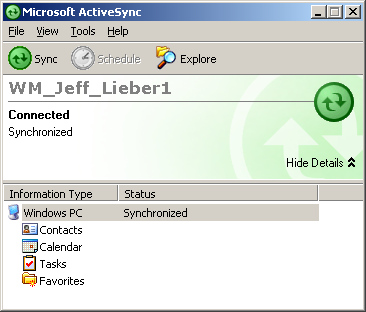 Microsoft ActiveSync
File View Tools Help
Sync Schedule Explore
WM_Jeff_Lieber1
Connected
Synchronized
Hide Details
Information Type Status
Windows PC Synchronized
Contacts
Calendar
Tasks
Favorites